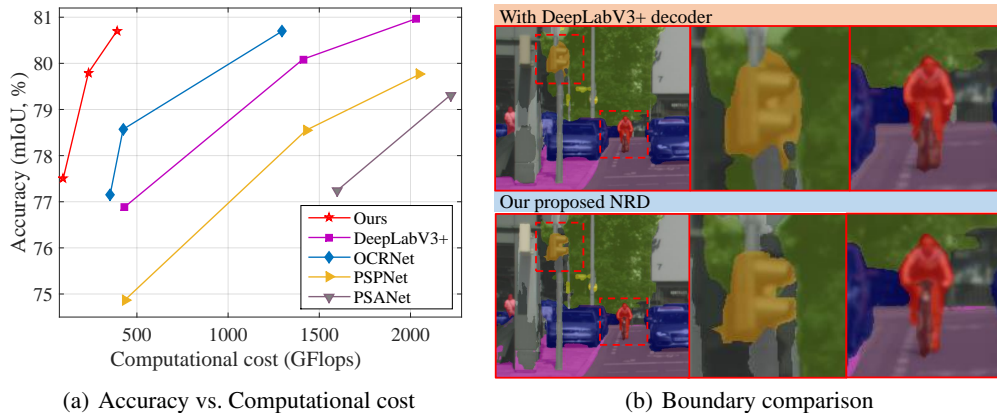 81
80
79
78
77
76
75
500
1000
1500
2000
Accuracy (mIoU, %)
Computational cost (GFlops)
Ours
DeepLabV3+
OCRNet
PSPNet
PSANet
(a) Accuracy vs. Computational cost
With DeepLabV3+ decoder
Our proposed NRD
(b) Boundary comparison